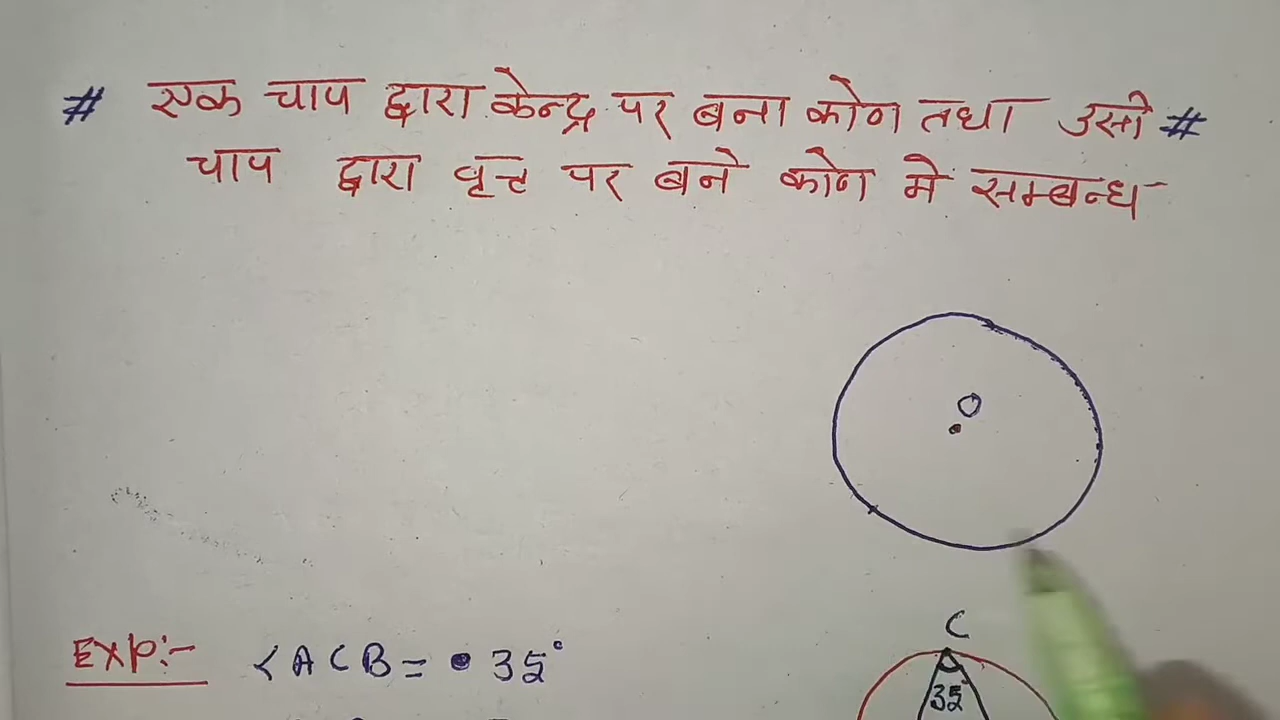 # एक चाप द्वारा केन्द्र पर बना कोण तथा उसी #
चाप द्वारा वृत्त पर बने कोण मे सम्बन्ध
O
C
35°
EXP:-
∠ACB = 35°